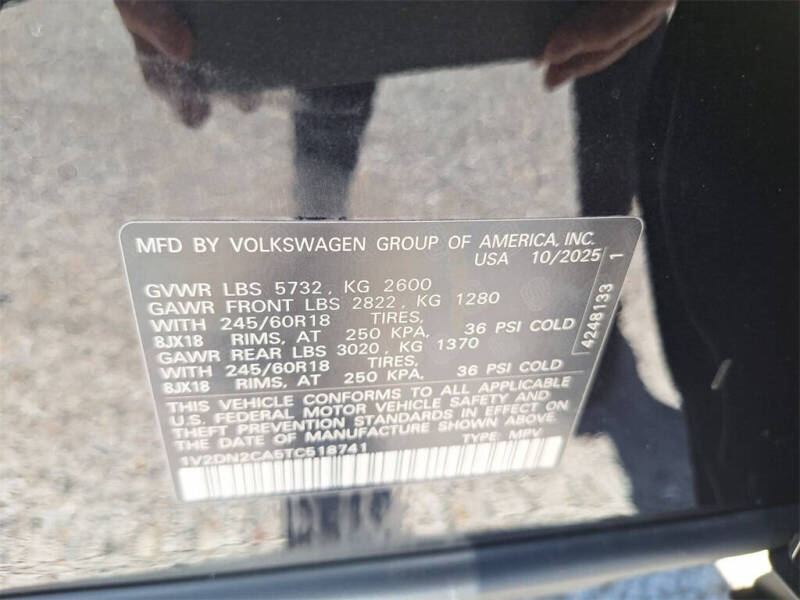 MFD BY VOLKSWAGEN GROUP OF AMERICA, INC.
USA 10/2025
GVWR LBS 5732, KG 2600
GAWR FRONT LBS 2822, KG 1280
WITH 245/60R18 TIRES,
8JX18 RIMS, AT 250 KPA, 36 PSI COLD
GAWR REAR LBS 3020, KG 1370
WITH 245/60R18 TIRES,
8JX18 RIMS, AT 250 KPA, 36 PSI COLD
THIS VEHICLE CONFORMS TO ALL APPLICABLE
U.S. FEDERAL MOTOR VEHICLE SAFETY AND
THEFT PREVENTION STANDARDS IN EFFECT ON
THE DATE OF MANUFACTURE SHOWN ABOVE.
1V2DN2CA5TC518741 TYPE: MPV
4248133 1